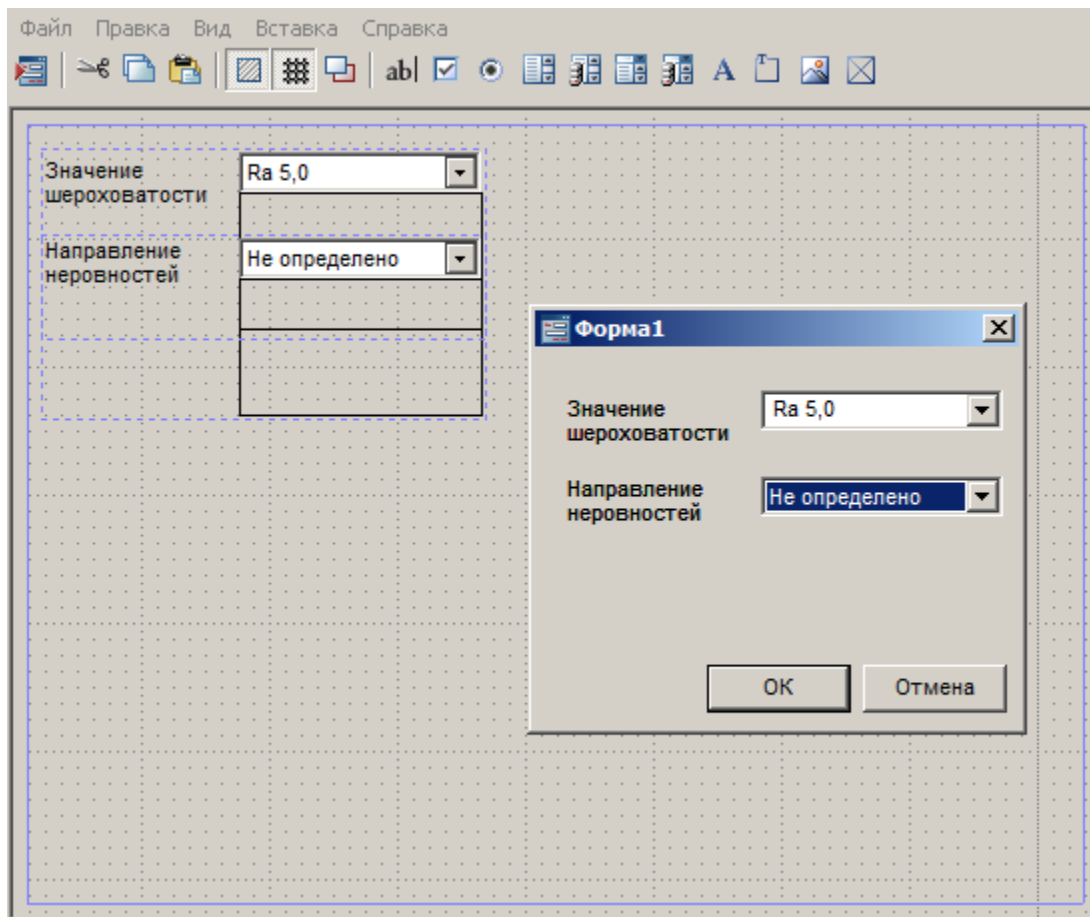 Файл Правка Вид Вставка Справка
ab|
A
Значение
шероховатости
Ra 5,0
Направление
неровностей
Не определено
Форма1
Значение
шероховатости
Ra 5,0
Направление
неровностей
Не определено
ОК
Отмена